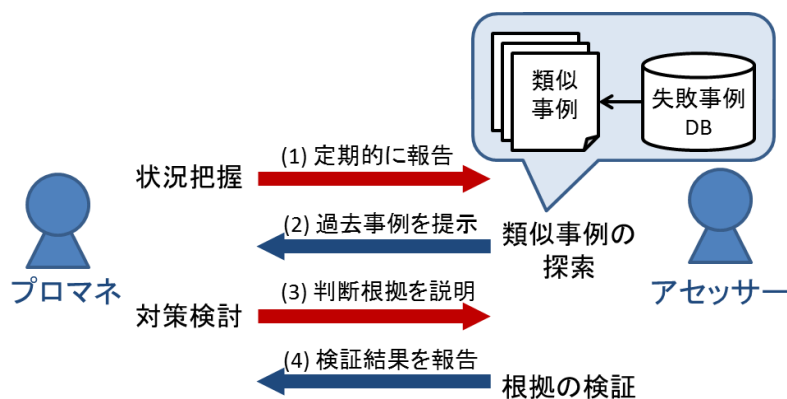 類似
事例
失敗事例
DB
(1) 定期的に報告
状況把握
(2) 過去事例を提示
類似事例の
探索
プロマネ
アセッサー
(3) 判断根拠を説明
対策検討
(4) 検証結果を報告
根拠の検証